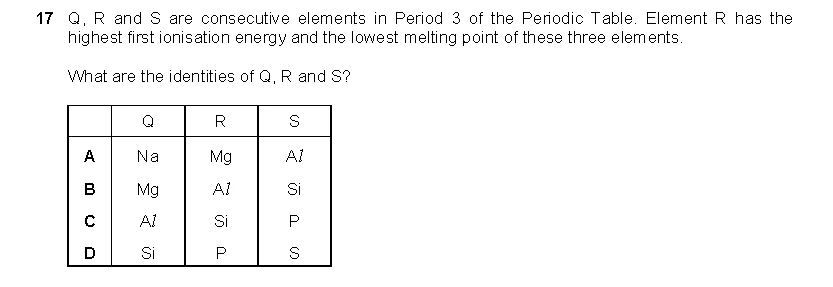 17 Q, R and S are consecutive elements in Period 3 of the Periodic Table. Element R has the
highest first ionisation energy and the lowest melting point of these three elements.
What are the identities of Q, R and S?
Q R S
A Na Mg Al
B Mg Al Si
C Al Si P
D Si P S